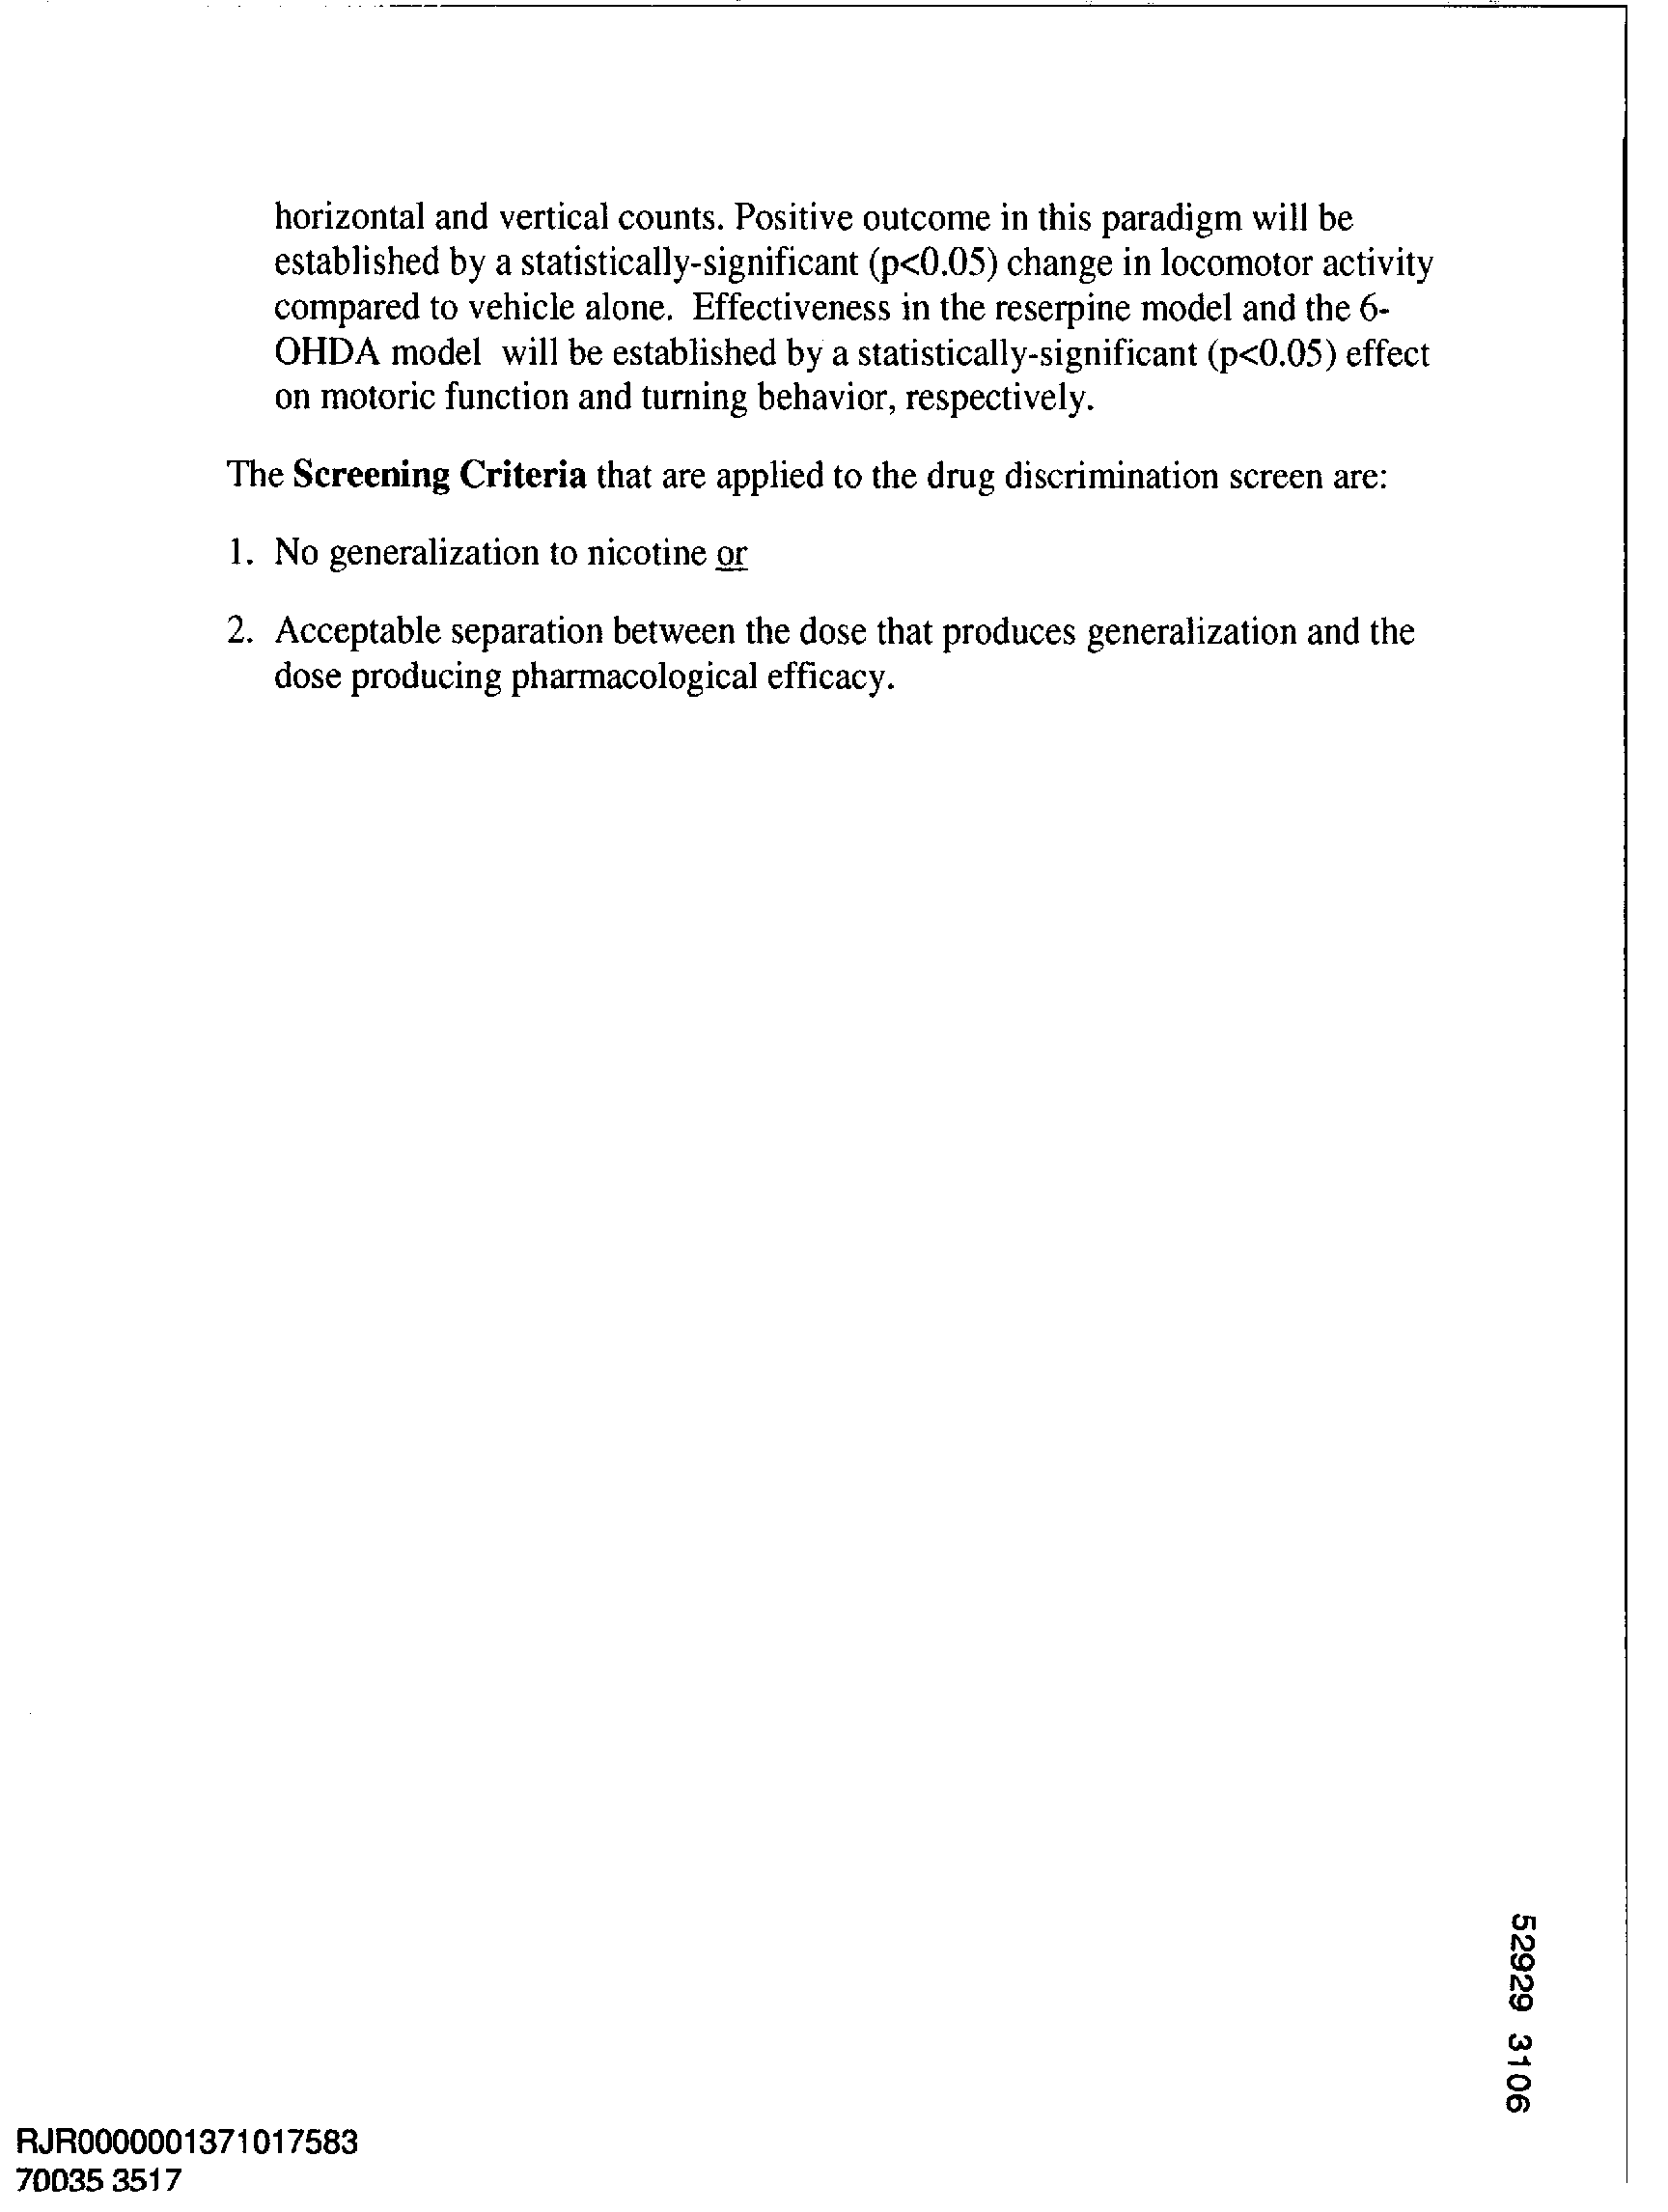 horizontal and vertical counts. Positive outcome in this paradigm will be
established by a statistically-significant (p<0.05) change in locomotor activity
compared to vehicle alone.  Effectiveness in the reserpine model and the 6-
OHDA model  will be established by a statistically-significant (p<0.05) effect
on motoric function and turning behavior, respectively.
The Screening Criteria that are applied to the drug discrimination screen are:
1. No generalization to nicotine or
2. Acceptable separation between the dose that produces generalization and the
dose producing pharmacological efficacy.
52929 3106
RJR0000001371017583
70035 3517